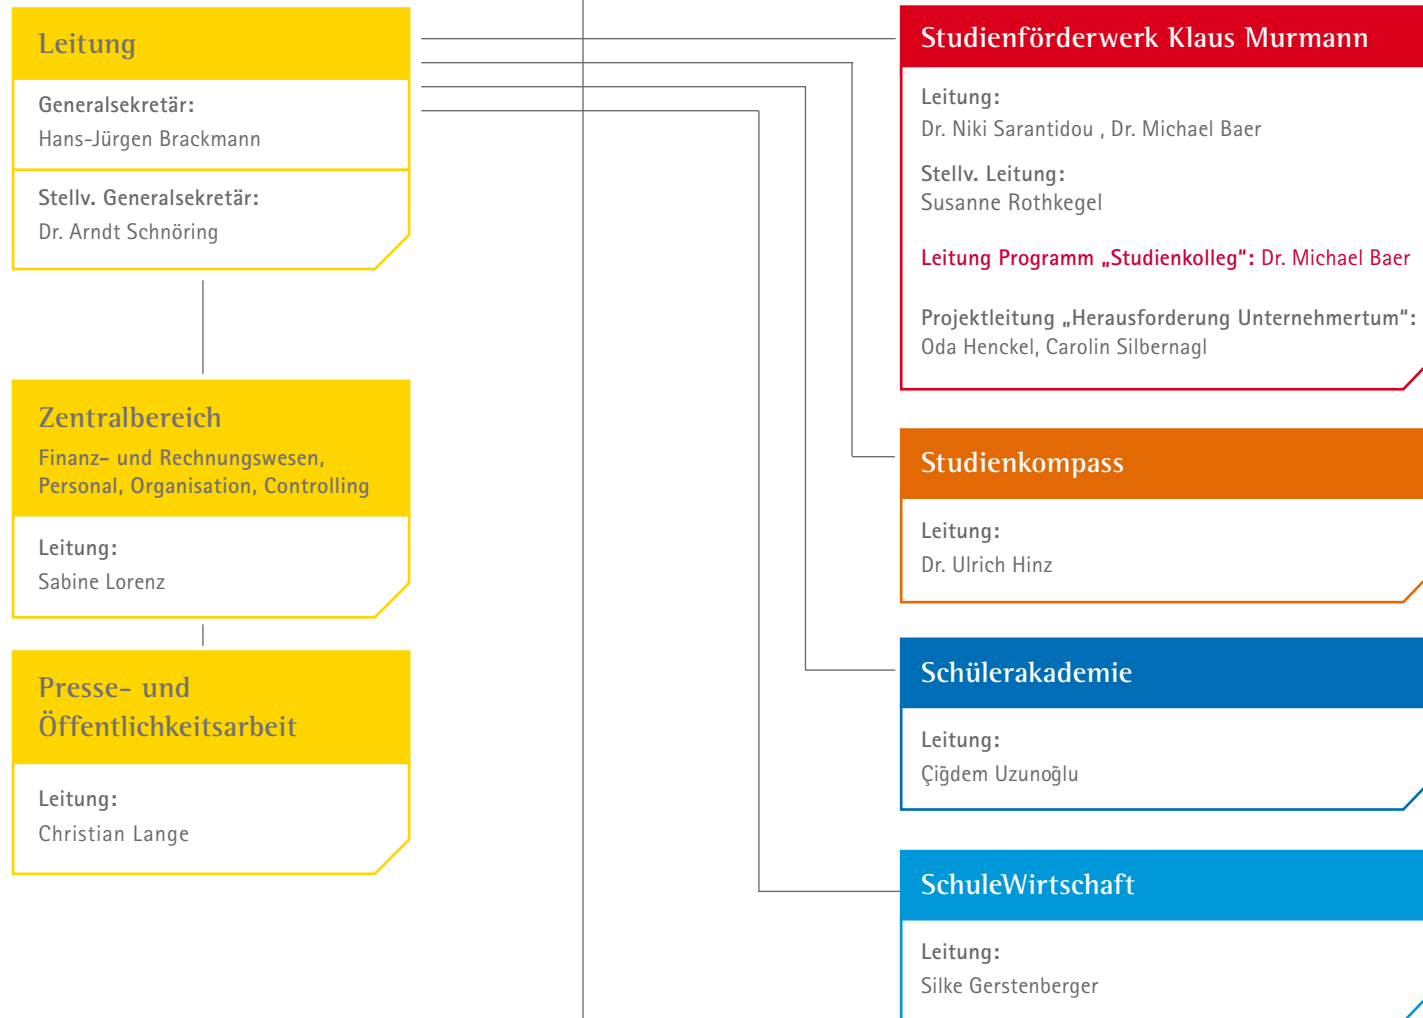 Leitung
Generalsekretär:
Hans-Jürgen Brackmann
Stellv. Generalsekretär:
Dr. Arndt Schnöring
Zentralbereich
Finanz- und Rechnungswesen,
Personal, Organisation, Controlling
Leitung:
Sabine Lorenz
Presse- und
Öffentlichkeitsarbeit
Leitung:
Christian Lange
Studienförderwerk Klaus Murmann
Leitung:
Dr. Niki Sarantidou , Dr. Michael Baer
Stellv. Leitung:
Susanne Rothkegel
Leitung Programm „Studienkolleg": Dr. Michael Baer
Projektleitung „Herausforderung Unternehmertum":
Oda Henckel, Carolin Silbernagl
Studienkompass
Leitung:
Dr. Ulrich Hinz
Schülerakademie
Leitung:
Çiğdem Uzunoğlu
SchuleWirtschaft
Leitung:
Silke Gerstenberger